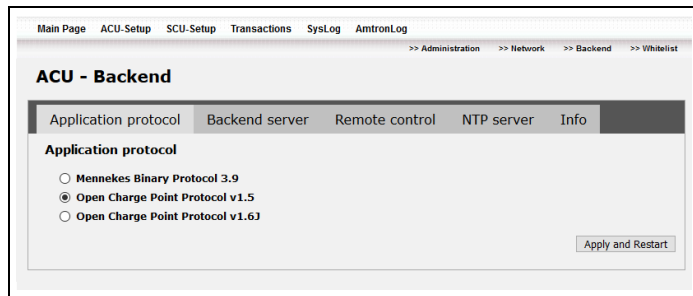 Main Page ACU-Setup SCU-Setup Transactions SysLog AmtronLog
>> Administration >> Network >> Backend >> Whitelist
ACU - Backend
Application protocol Backend server Remote control NTP server Info
Application protocol
Mennekes Binary Protocol 3.9
Open Charge Point Protocol v1.5
Open Charge Point Protocol v1.6J
Apply and Restart